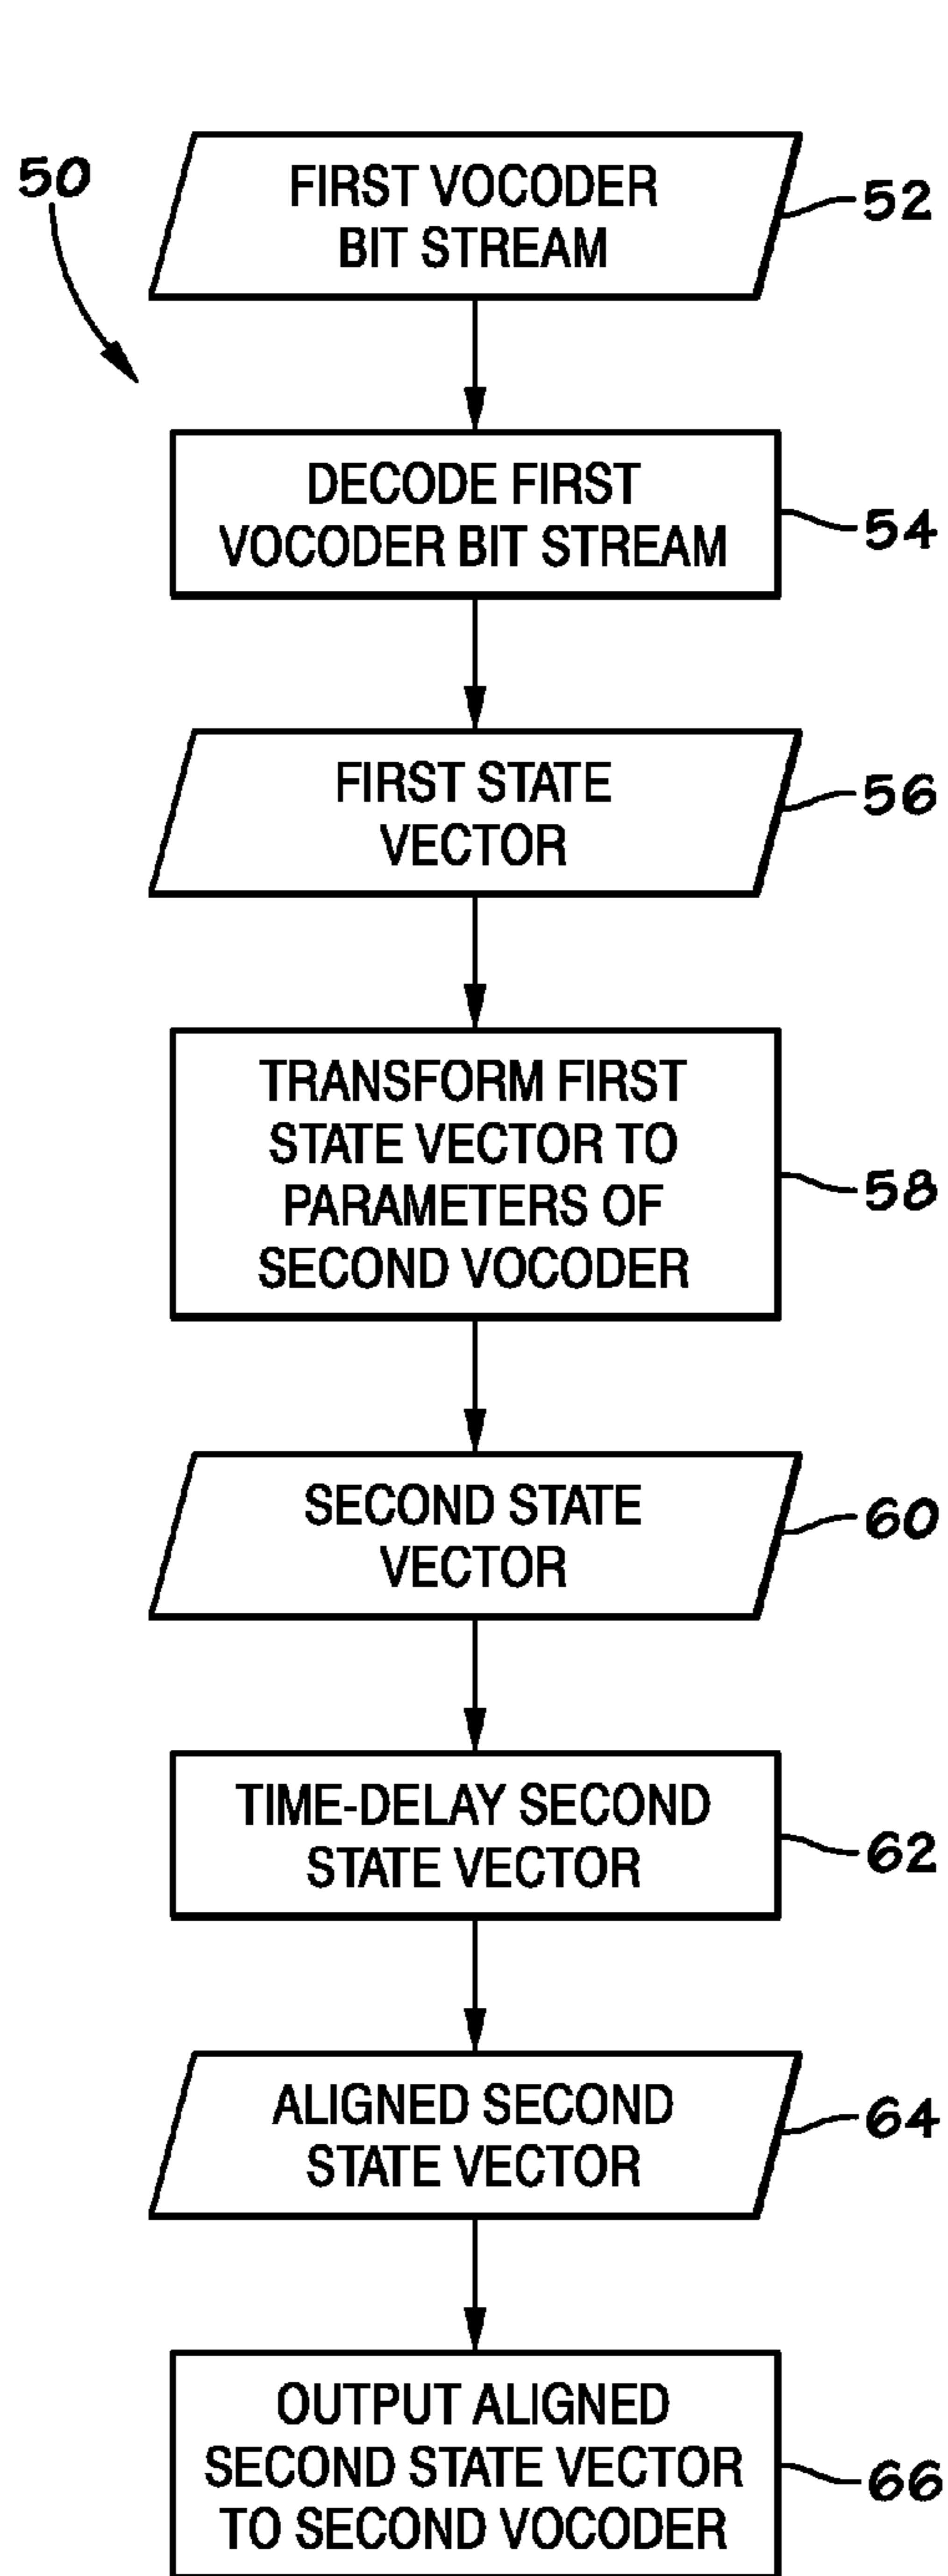 50
FIRST VOCODER
BIT STREAM
52
DECODE FIRST
VOCODER BIT STREAM
54
FIRST STATE
VECTOR
56
TRANSFORM FIRST
STATE VECTOR TO
PARAMETERS OF
SECOND VOCODER
58
SECOND STATE
VECTOR
60
TIME-DELAY SECOND
STATE VECTOR
62
ALIGNED SECOND
STATE VECTOR
64
OUTPUT ALIGNED
SECOND STATE VECTOR
TO SECOND VOCODER
66